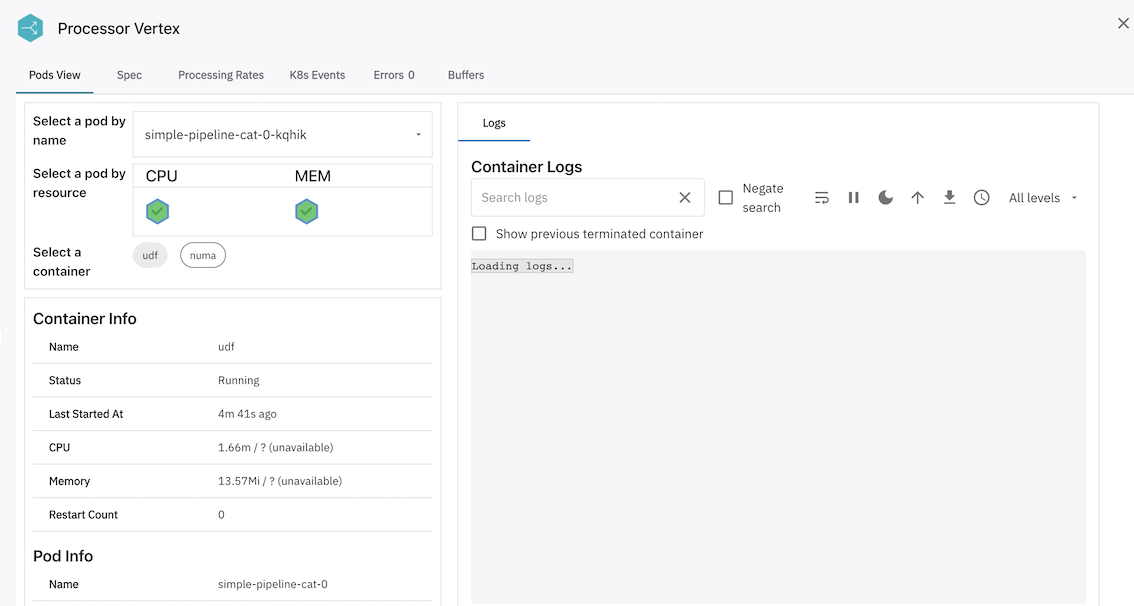 Processor Vertex
Pods View Spec Processing Rates K8s Events Errors 0 Buffers
Select a pod by
name
simple-pipeline-cat-0-kqhik
Select a pod by
resource
CPU MEM
Select a
container
udf numa
Container Info
Name udf
Status Running
Last Started At 4m 41s ago
CPU 1.66m / ? (unavailable)
Memory 13.57Mi / ? (unavailable)
Restart Count 0
Pod Info
Name simple-pipeline-cat-0
Logs
Container Logs
Search logs
Negate
search
All levels
Show previous terminated container
Loading logs...